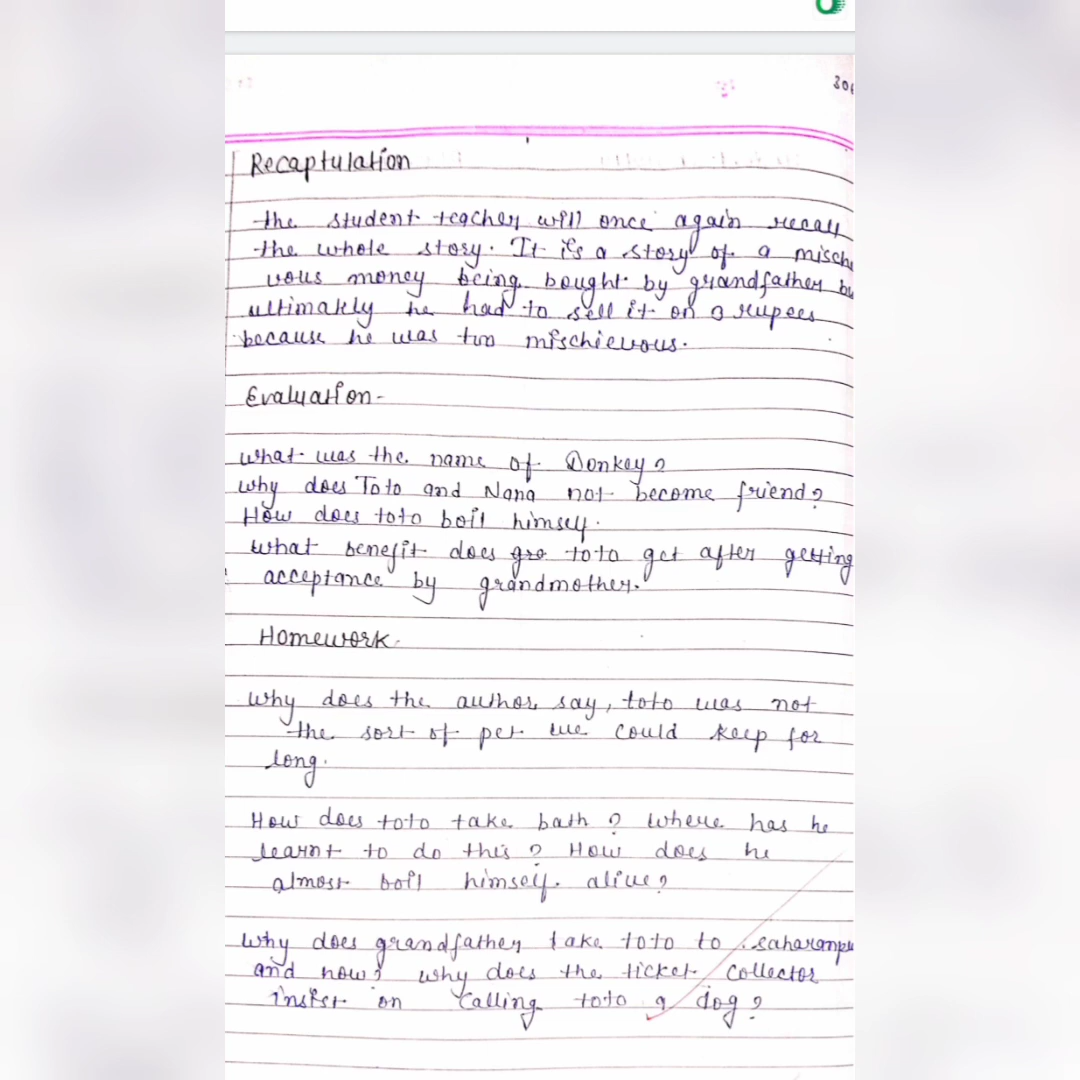 306
Recaptulation
the student teacher will once again recall
the whole story. It is a story of a mische
vous money being bought by grandfather bu
ultimately he had to sell it on 3 rupees
because he was too mischievous.
Evaluation-
what was the name of Donkey?
why does Toto and Nana not become friend?
How does toto boil himself.
what benefit does gra toto get after getting
acceptance by grandmother.
Homework
why does the author say, toto was not
the sort of pet we could keep for
long.
How does toto take bath? where has he
learnt to do this? How does he
almost boil himself alive?
why does grandfather take toto to saharanpu
and how? why does the ticket collector
insist on calling toto a dog?